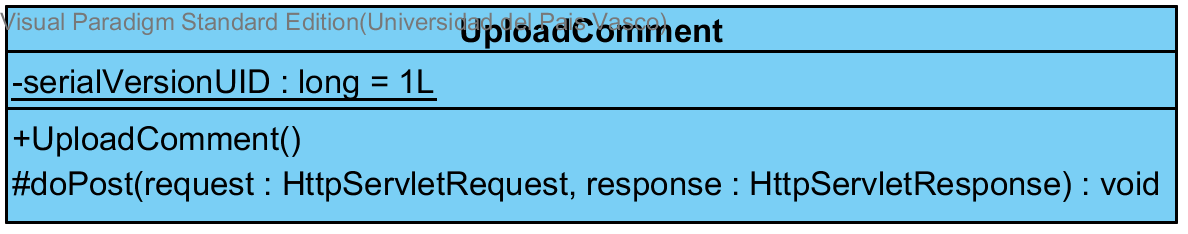 Visual Paradigm Standard Edition(Universidad del Pais Vasco)
UploadComment
-serialVersionUID : long = 1L
+UploadComment()
#doPost(request : HttpServletRequest, response : HttpServletResponse) : void